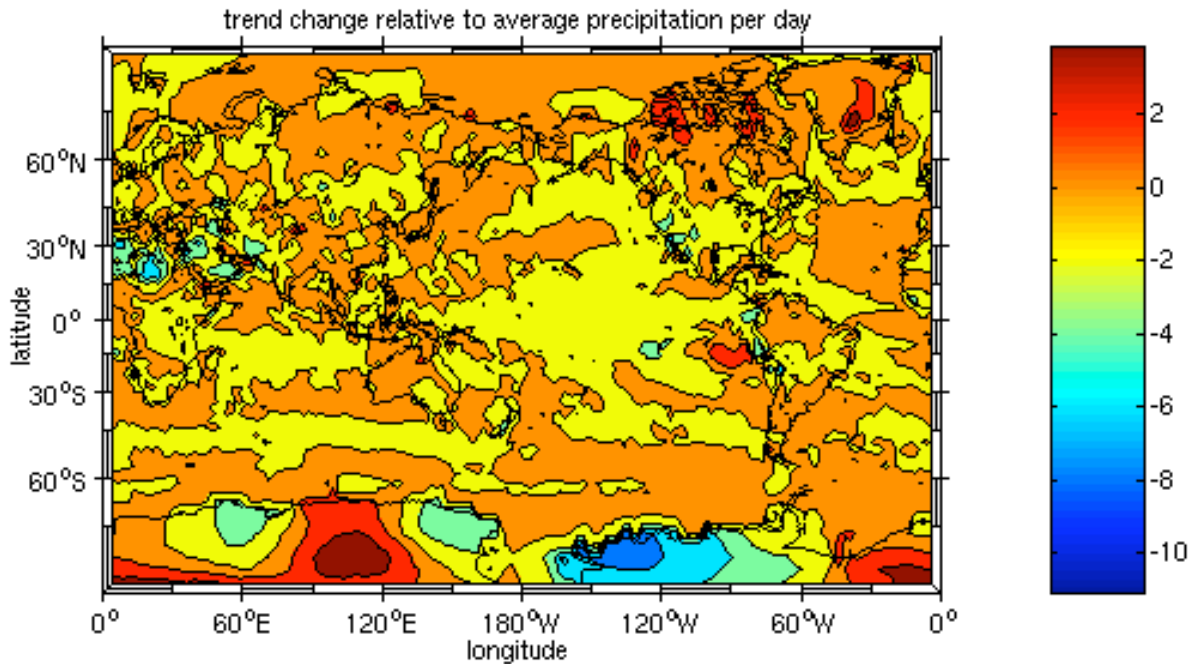 trend change relative to average precipitation per day
60°N
30°N
0°
30°S
60°S
latitude
0° 60°E 120°E 180°W 120°W 60°W 0°
longitude
2
0
-2
-4
-6
-8
-10